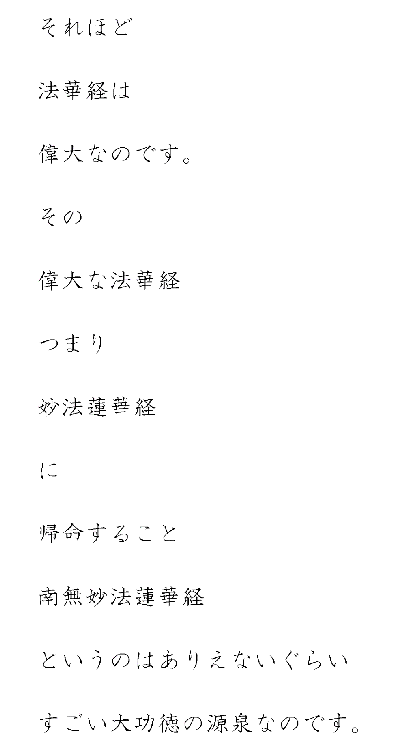 それほど
法華経は
偉大なのです。
その
偉大な法華経
つまり
妙法蓮華経
に
帰命すること
南無妙法蓮華経
というのはありえないぐらい
すごい大功徳の源泉なのです。